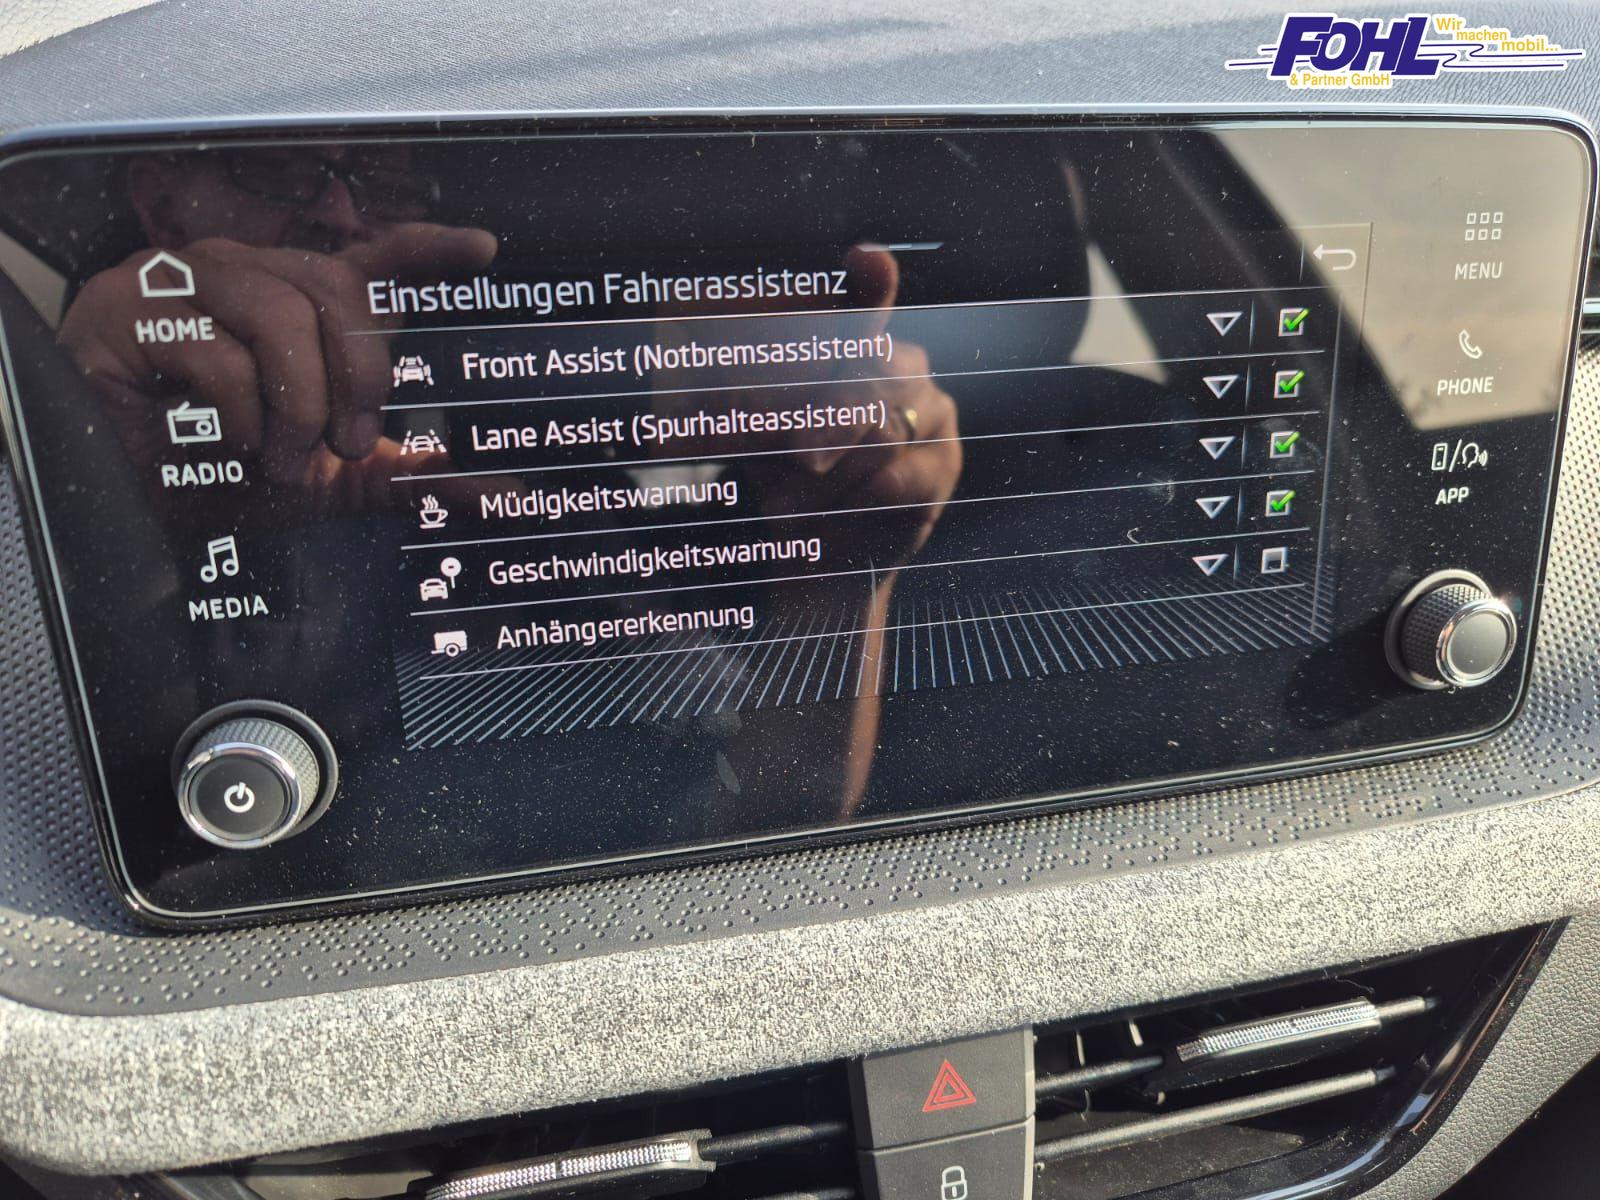 FOHL
Wir
machen
mobil...
& Partner GmbH
Einstellungen Fahrerassistenz
Front Assist (Notbremsassistent)
Lane Assist (Spurhalteassistent)
Müdigkeitswarnung
Geschwindigkeitswarnung
Anhängererkennung
HOME
RADIO
MEDIA
MENU
PHONE
APP